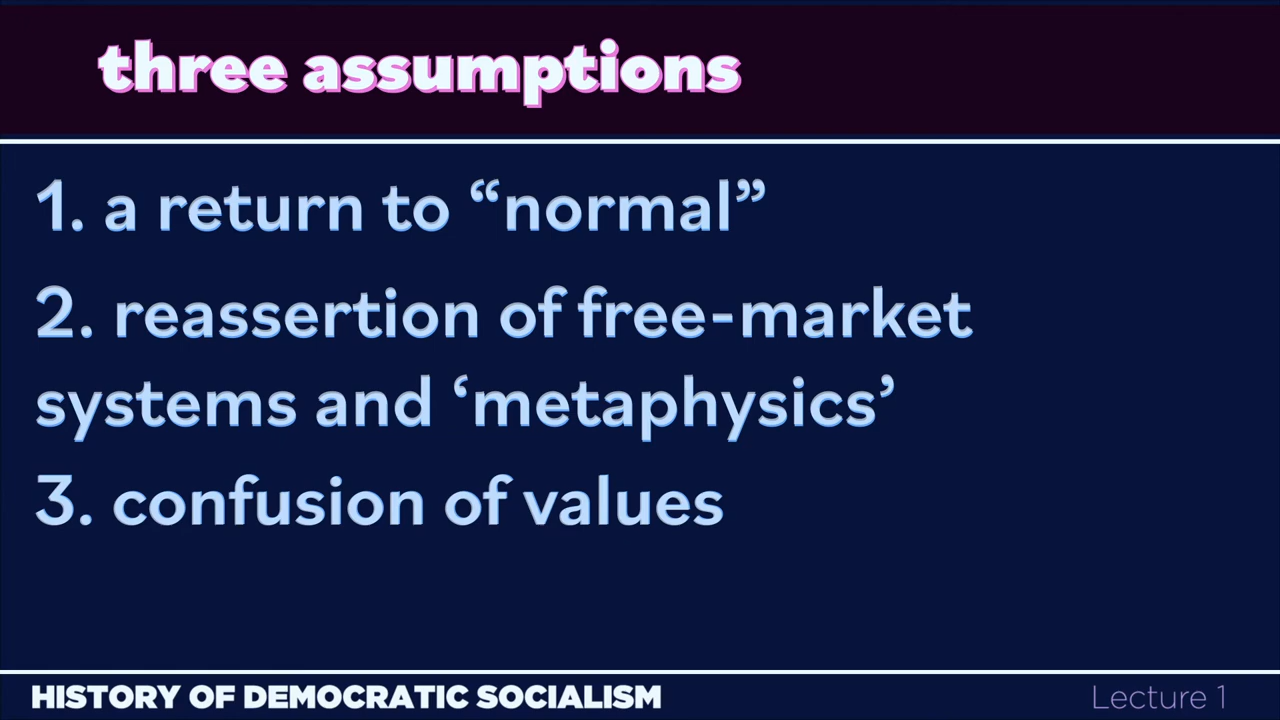 three assumptions
1. a return to “normal”
2. reassertion of free-market
systems and ‘metaphysics’
3. confusion of values
HISTORY OF DEMOCRATIC SOCIALISM
Lecture 1